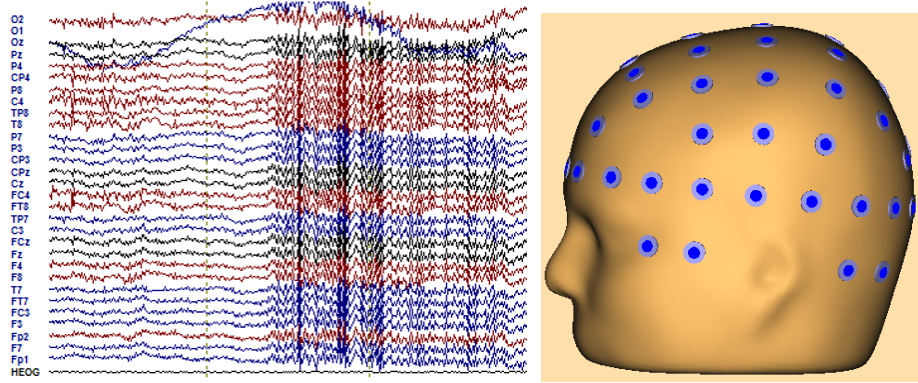 O2
O1
Oz
Pz
P4
CP4
P8
C4
TP8
T8
P7
P3
CP3
CPz
Cz
FC4
FT8
TP7
C3
FCz
Fz
F4
F8
T7
FT7
FC3
F3
Fp2
F7
Fp1
HEOG